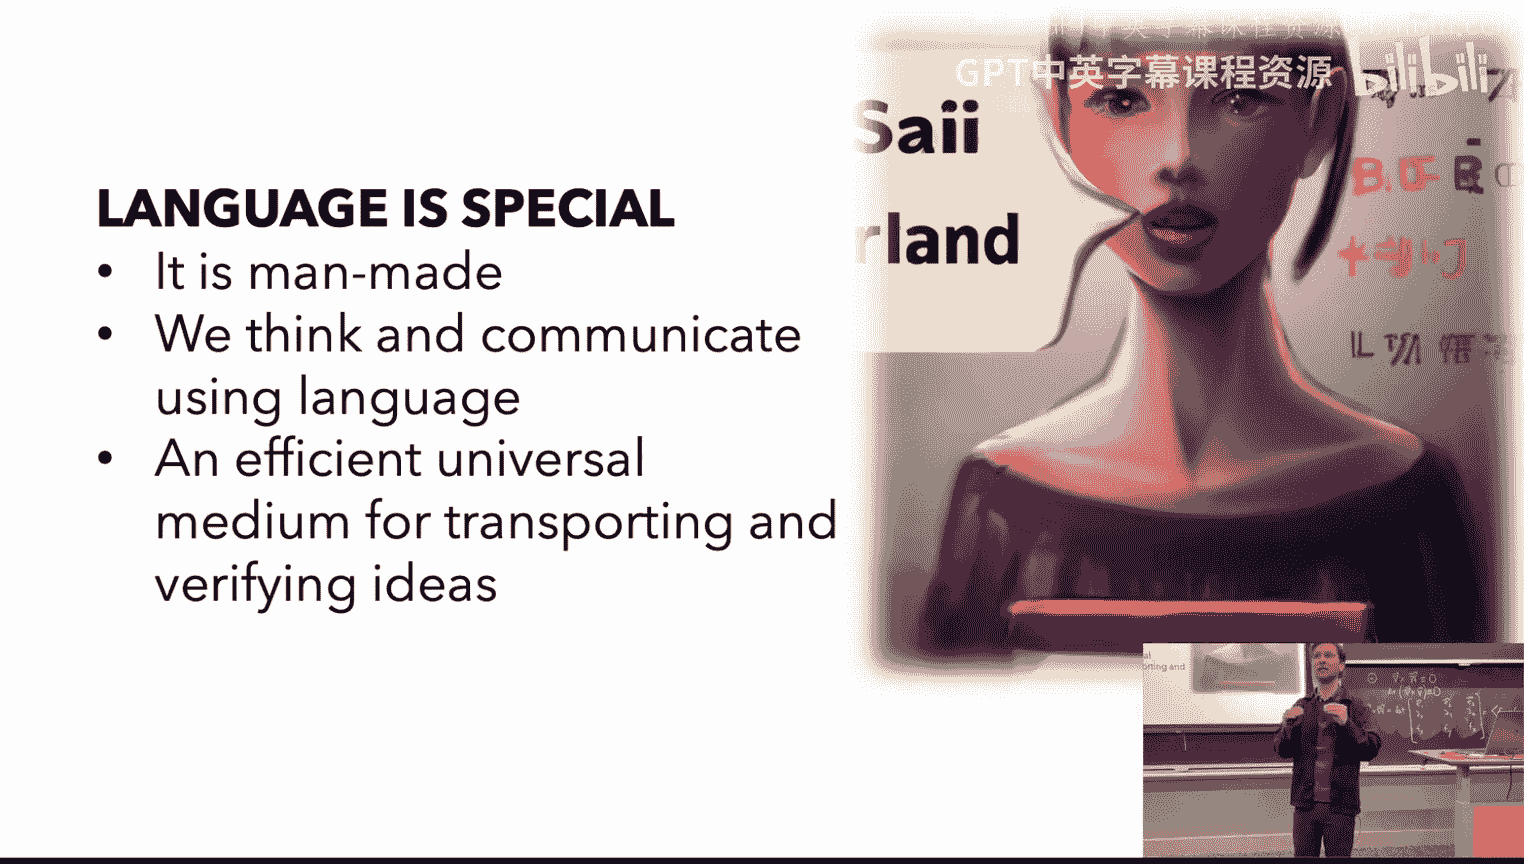 GPT中英字幕课程资源
bilibili
LANGUAGE IS SPECIAL
• It is man-made
• We think and communicate
using language
• An efficient universal
medium for transporting and
verifying ideas
Saii
rland